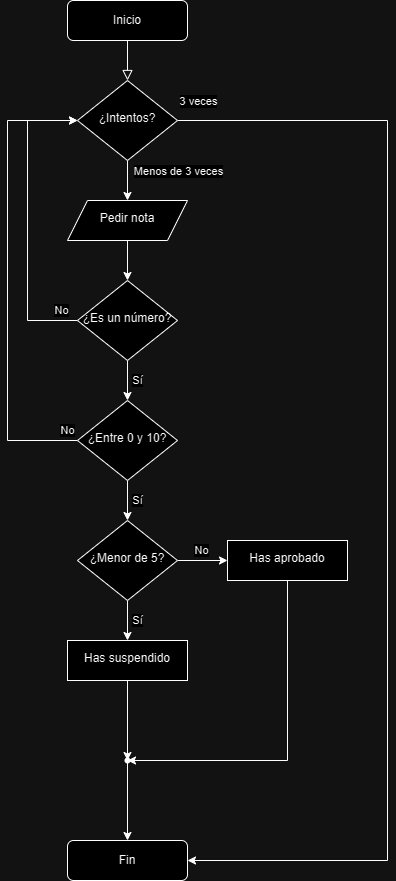 Inicio
¿Intentos?
3 veces
Menos de 3 veces
Pedir nota
¿Es un número?
No
Sí
¿Entre 0 y 10?
No
Sí
¿Menor de 5?
No
Has aprobado
Sí
Has suspendido
Fin